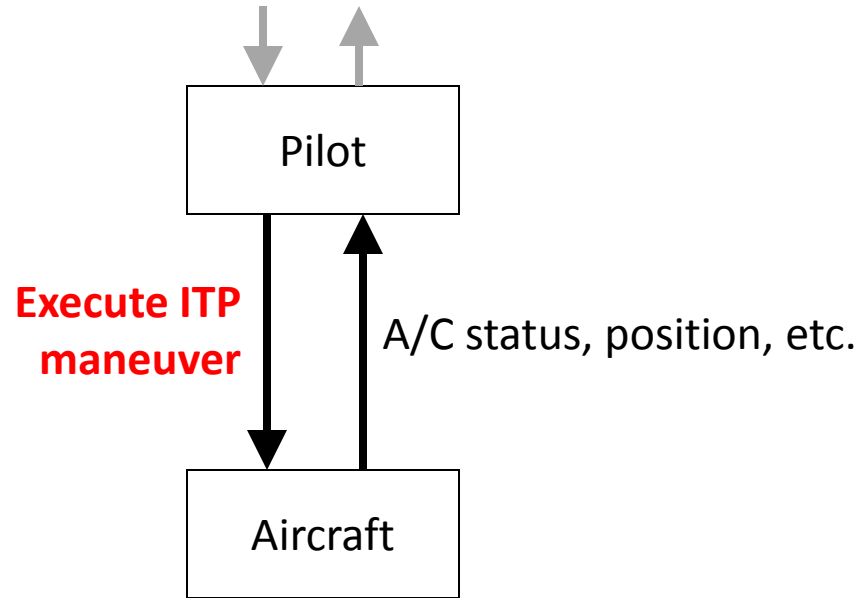 Pilot
Execute ITP
maneuver
A/C status, position, etc.
Aircraft